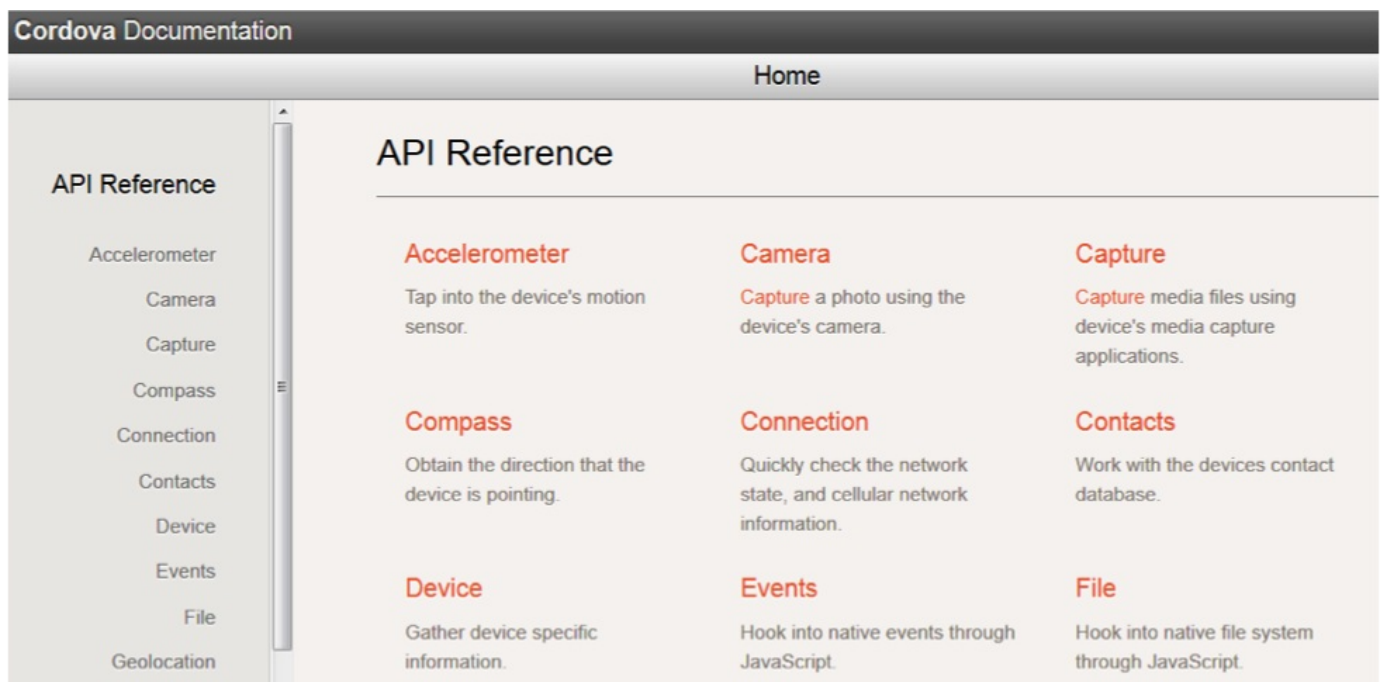 Cordova Documentation
Home
API Reference
Accelerometer
Camera
Capture
Compass
Connection
Contacts
Device
Events
File
Geolocation
API Reference
Accelerometer
Tap into the device's motion
sensor.
Camera
Capture a photo using the
device's camera.
Capture
Capture media files using
device's media capture
applications.
Compass
Obtain the direction that the
device is pointing.
Connection
Quickly check the network
state, and cellular network
information.
Contacts
Work with the devices contact
database.
Device
Gather device specific
information.
Events
Hook into native events through
JavaScript.
File
Hook into native file system
through JavaScript.